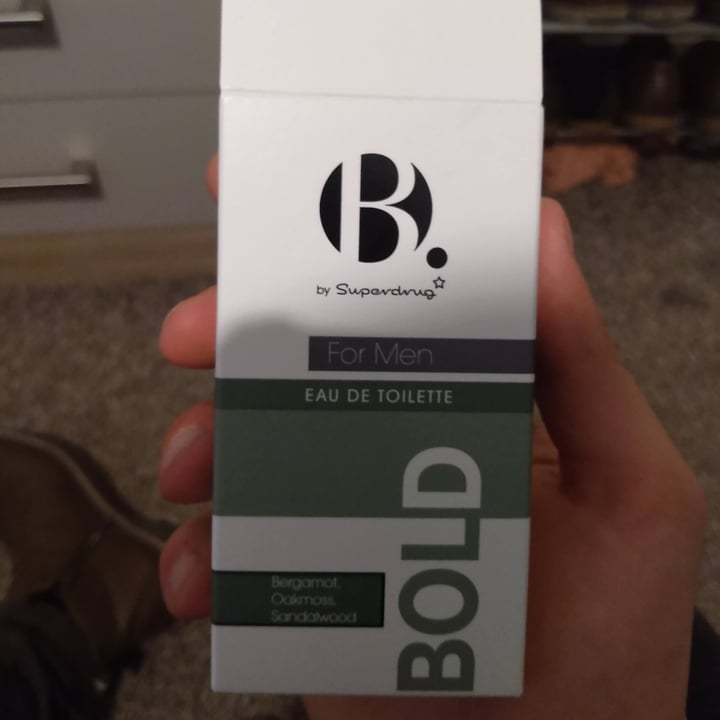 B.
by Superdrug
For Men
EAU DE TOILETTE
BOLD
Bergamot,
Oakmoss,
Sandalwood